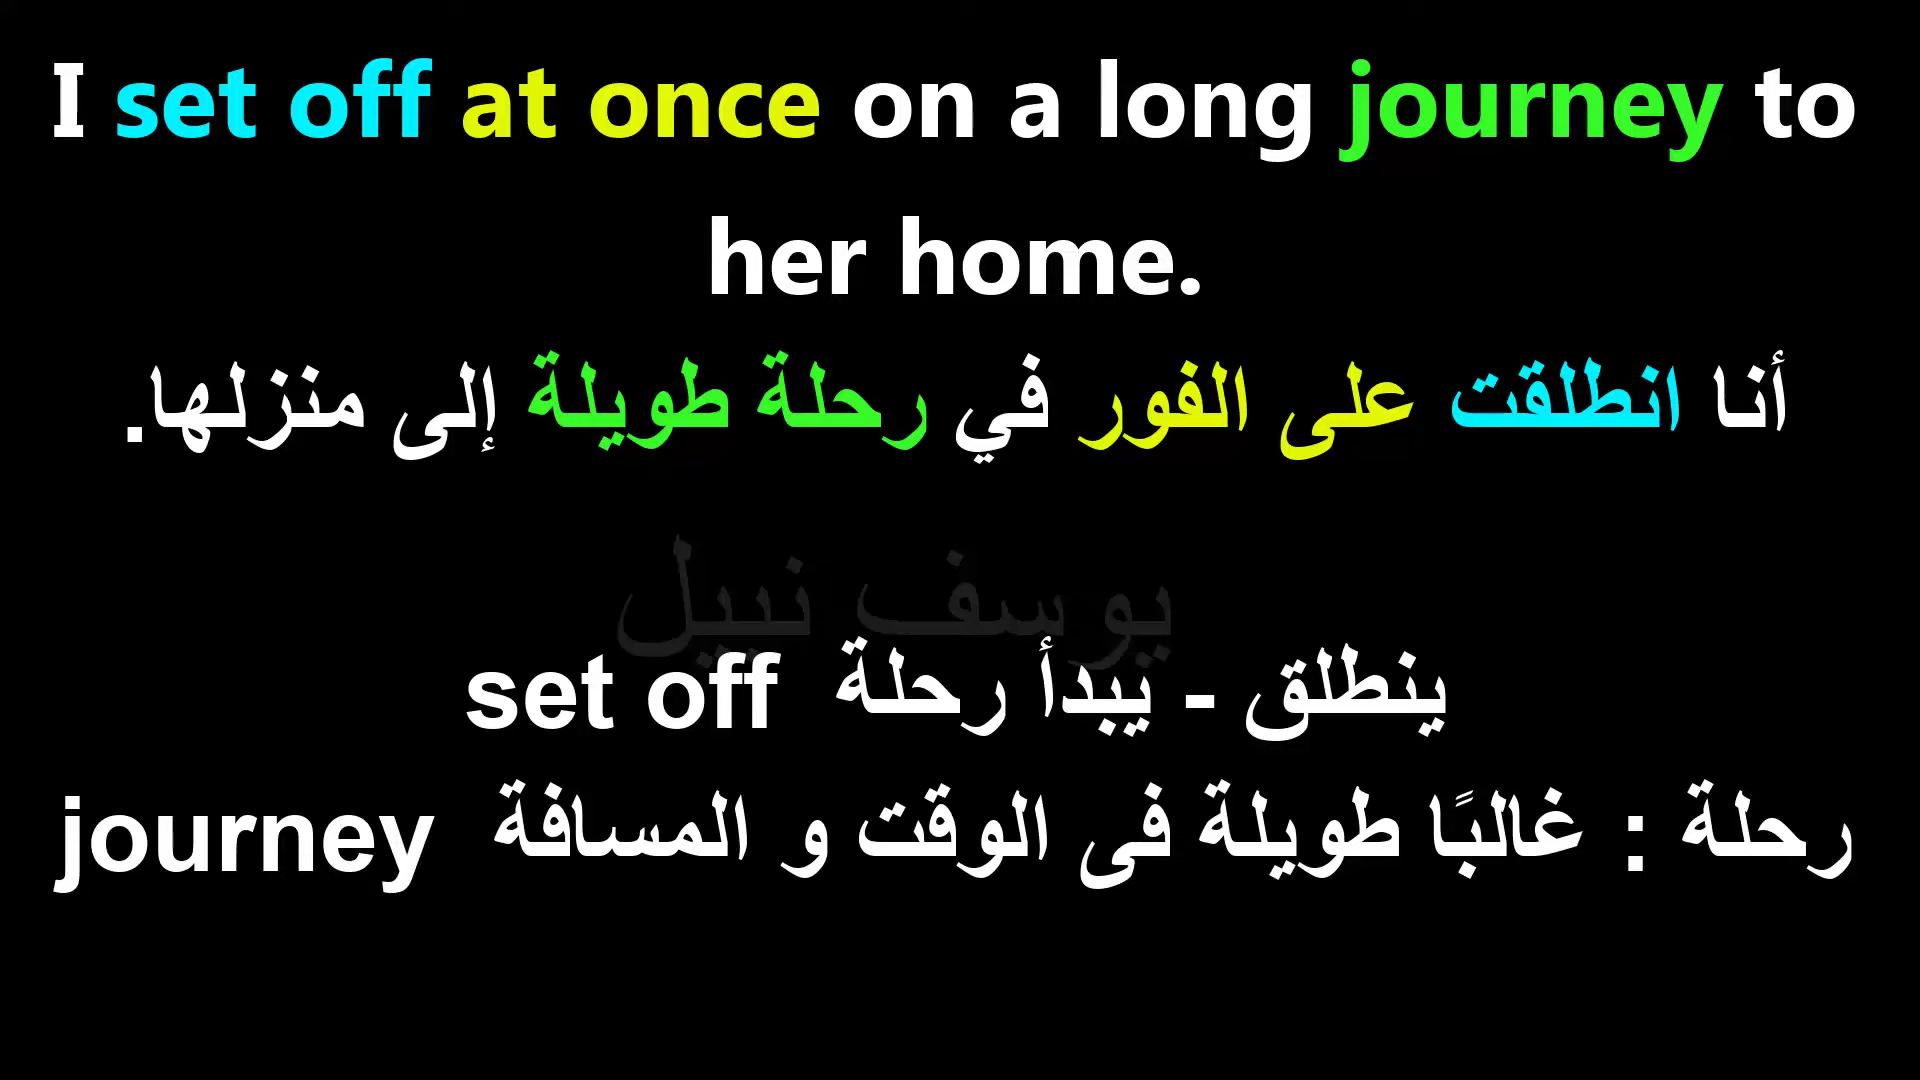 I set off at once on a long journey to
her home.
أنا انطلقت على الفور في رحلة طويلة إلى منزلها.
يوسف نبيل
ينطلق - يبدأ رحلة set off
رحلة : غالبًا طويلة فى الوقت و المسافة journey